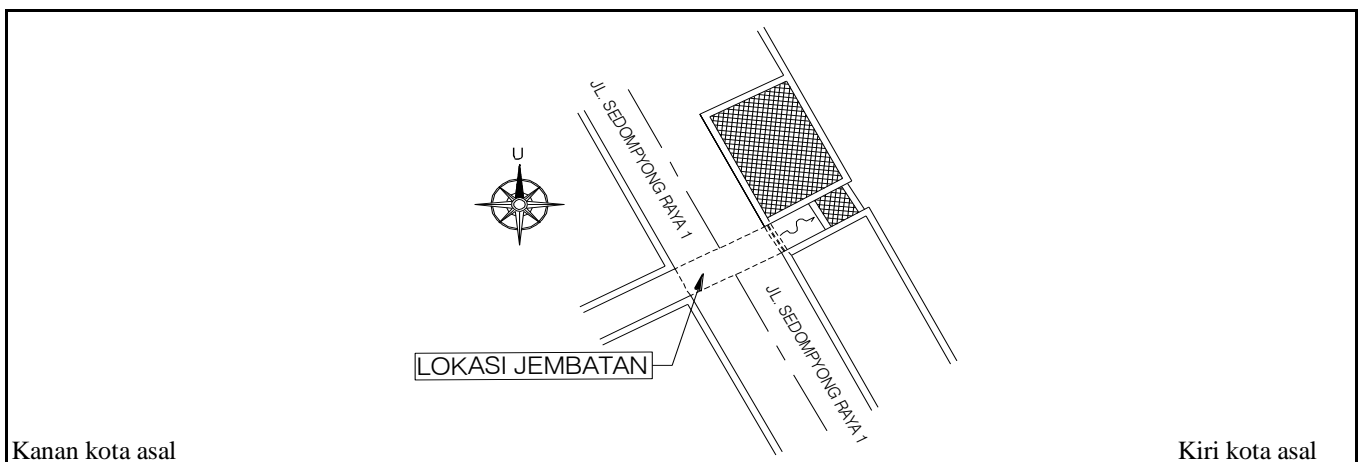 JL. SEDOMPYONG RAYA 1
U
JL. SEDOMPYONG RAYA 1
LOKASI JEMBATAN
Kanan kota asal
Kiri kota asal